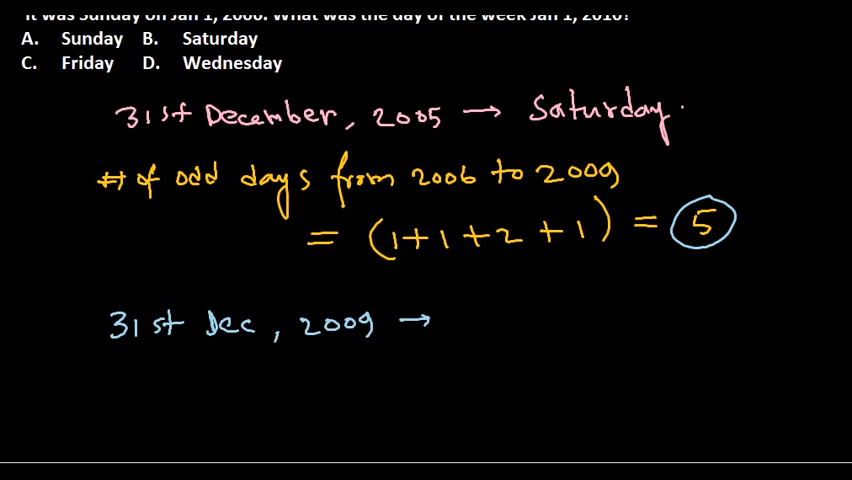 It was Sunday on Jan 1, 2006. What was the day of the week Jan 1, 2010?
A. Sunday B. Saturday
C. Friday D. Wednesday
31st December, 2005 → Saturday.
# of odd days from 2006 to 2009
= (1+1+2+1) = 5
31st Dec, 2009 →